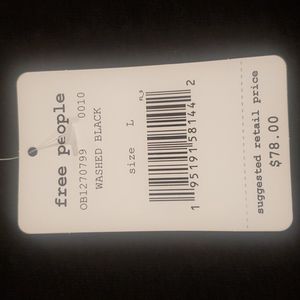 free people
OB1270799 0010
WASHED BLACK
size L
1 95191 58144 2
suggested retail price
$78.00